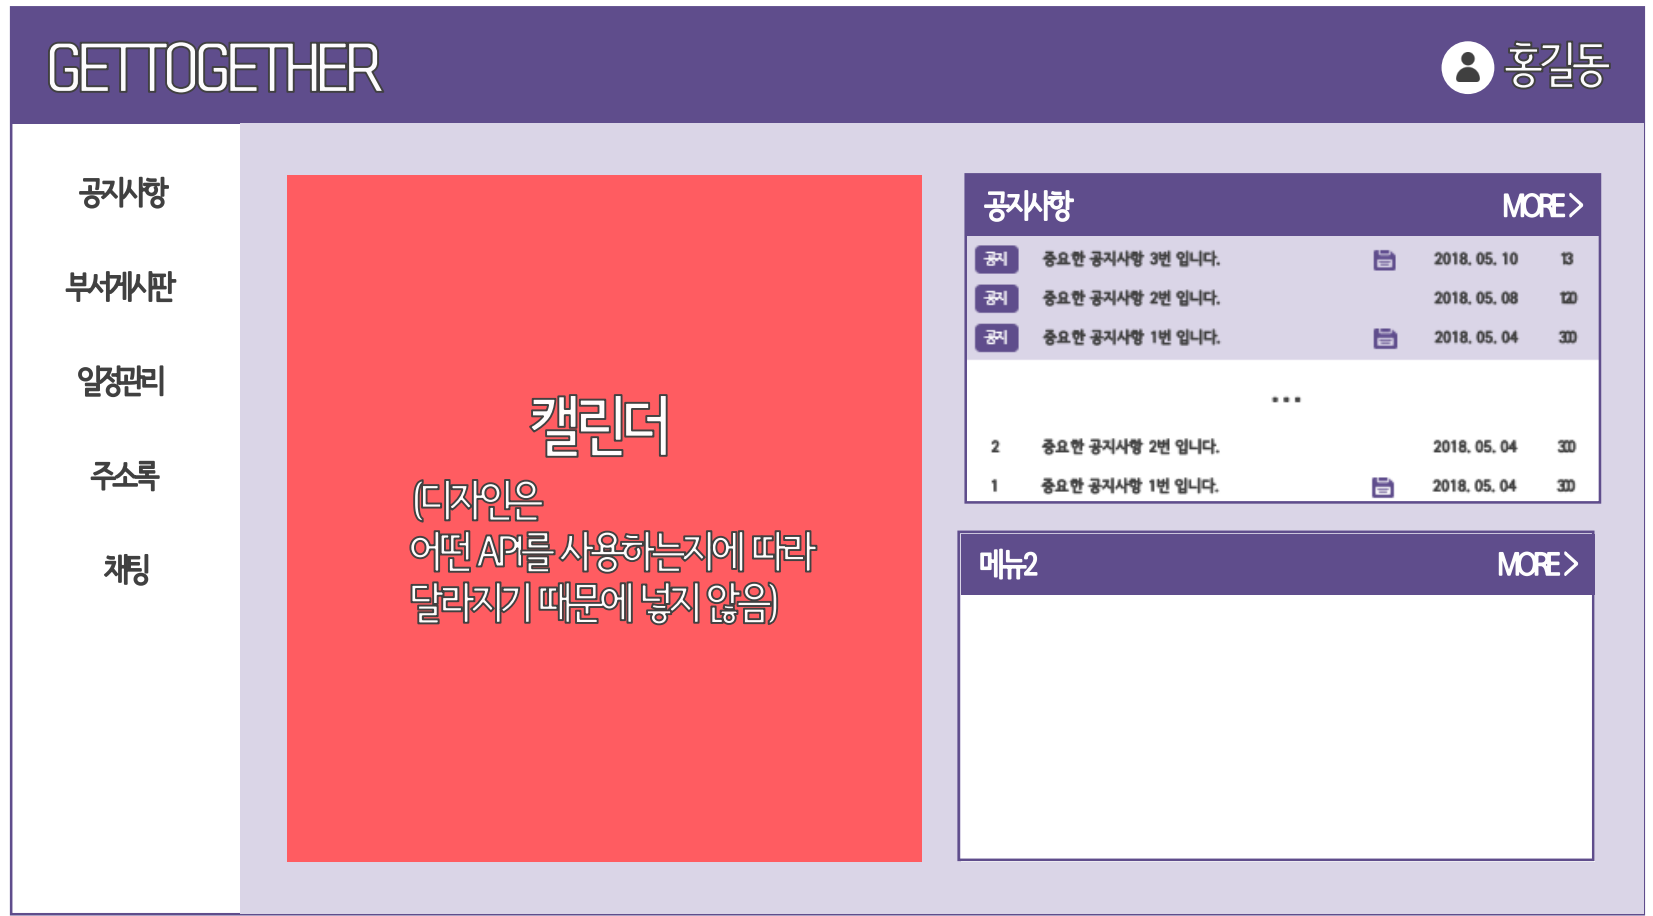 GETTOGETHER
홍길동
공지사항
부서게시판
일정관리
주소록
채팅
캘린더
(디자인은
어떤 API를 사용하는지에 따라
달라지기 때문에 넣지 않음)
공지사항 MORE >
공지 중요한 공지사항 3번 입니다. 2018. 05. 10 13
공지 중요한 공지사항 2번 입니다. 2018. 05. 08 120
공지 중요한 공지사항 1번 입니다. 2018. 05. 04 300
...
2 중요한 공지사항 2번 입니다. 2018. 05. 04 300
1 중요한 공지사항 1번 입니다. 2018. 05. 04 300
메뉴2 MORE >